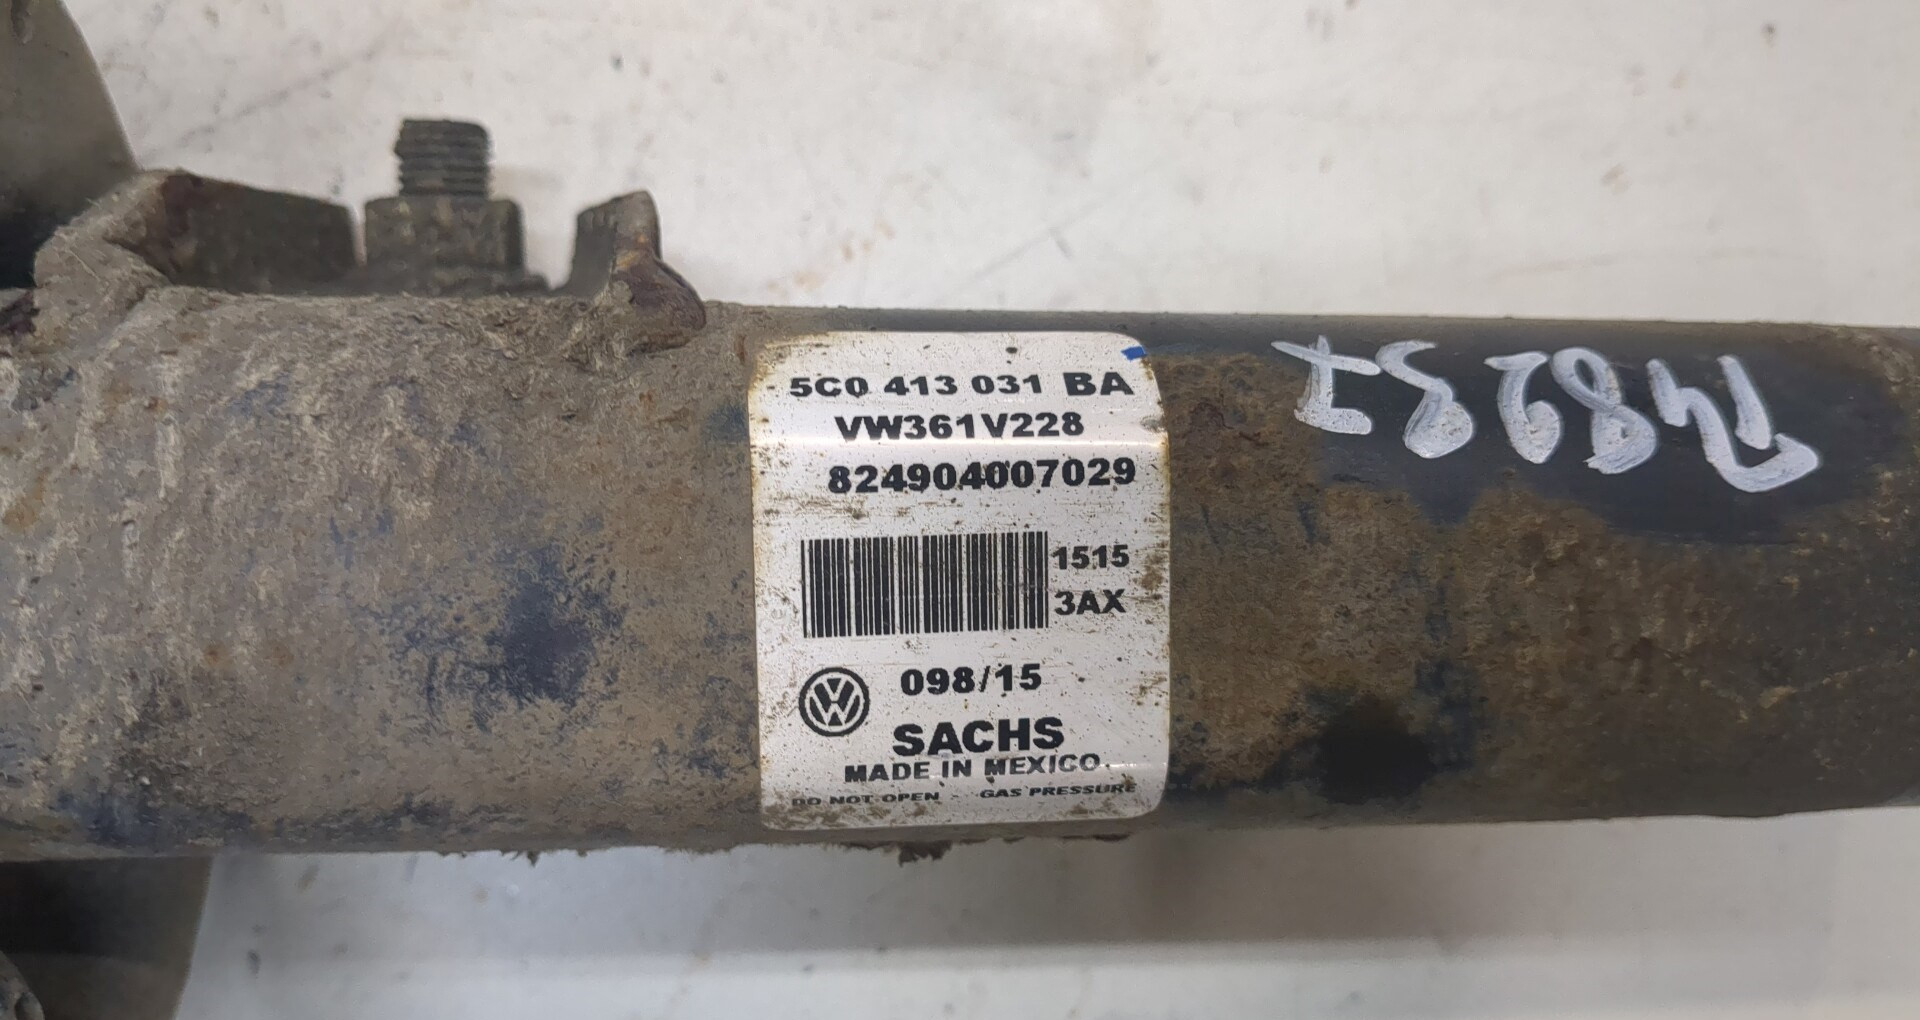 5C0 413 031 BA
VW361V228
824904007029
1515
3AX
098/15
SACHS
MADE IN MEXICO
DO NOT OPEN - GAS PRESSURE